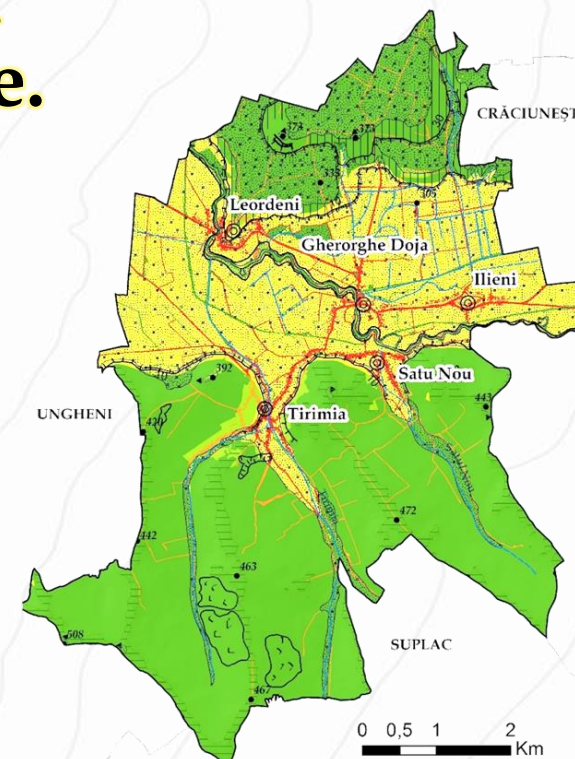 e.
CRĂCIUNEȘT
Leordeni
Gheorghe Doja
Ilieni
392
Satu Nou
UNGHENI
Tirimia
443
472
442
463
508
SUPLAC
467
0 0,5 1 2
Km